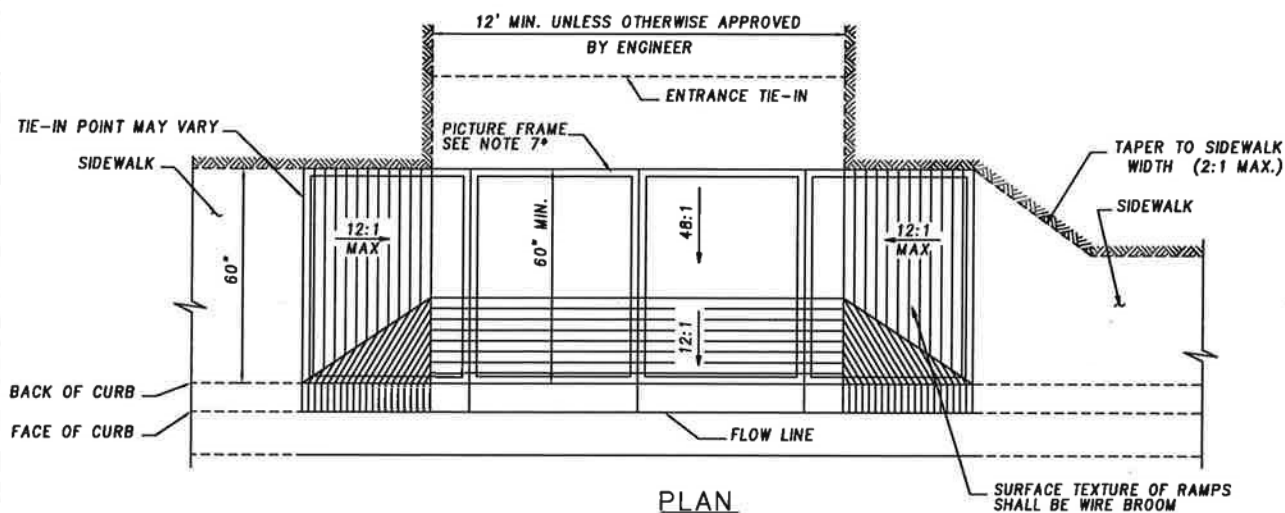 12' MIN. UNLESS OTHERWISE APPROVED
BY ENGINEER
ENTRANCE TIE-IN
TIE-IN POINT MAY VARY
PICTURE FRAME
SEE NOTE 7*
SIDEWALK
TAPER TO SIDEWALK
WIDTH (2:1 MAX.)
SIDEWALK
12:1
MAX
60"
60" MIN.
48:1
12:1
MAX
12:1
BACK OF CURB
FACE OF CURB
FLOW LINE
SURFACE TEXTURE OF RAMPS
SHALL BE WIRE BROOM
PLAN